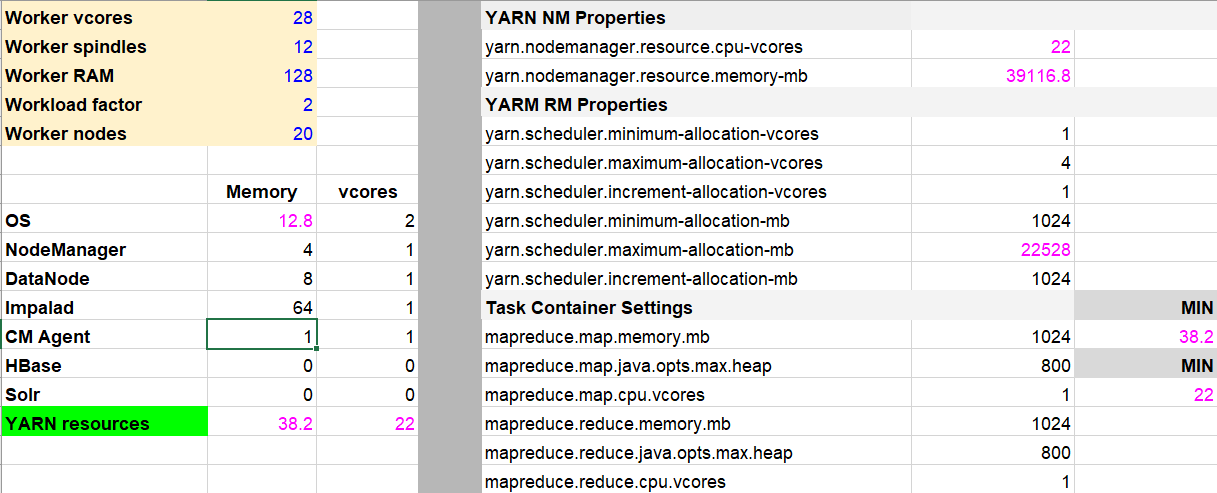 Worker vcores 28
Worker spindles 12
Worker RAM 128
Workload factor 2
Worker nodes 20
Memory vcores
OS 12.8 2
NodeManager 4 1
DataNode 8 1
Impalad 64 1
CM Agent 1 1
HBase 0 0
Solr 0 0
YARN resources 38.2 22
YARN NM Properties
yarn.nodemanager.resource.cpu-vcores 22
yarn.nodemanager.resource.memory-mb 39116.8
YARM RM Properties
yarn.scheduler.minimum-allocation-vcores 1
yarn.scheduler.maximum-allocation-vcores 4
yarn.scheduler.increment-allocation-vcores 1
yarn.scheduler.minimum-allocation-mb 1024
yarn.scheduler.maximum-allocation-mb 22528
yarn.scheduler.increment-allocation-mb 1024
Task Container Settings MIN
mapreduce.map.memory.mb 1024 38.2
mapreduce.map.java.opts.max.heap 800 MIN
mapreduce.map.cpu.vcores 1 22
mapreduce.reduce.memory.mb 1024
mapreduce.reduce.java.opts.max.heap 800
mapreduce.reduce.cpu.vcores 1